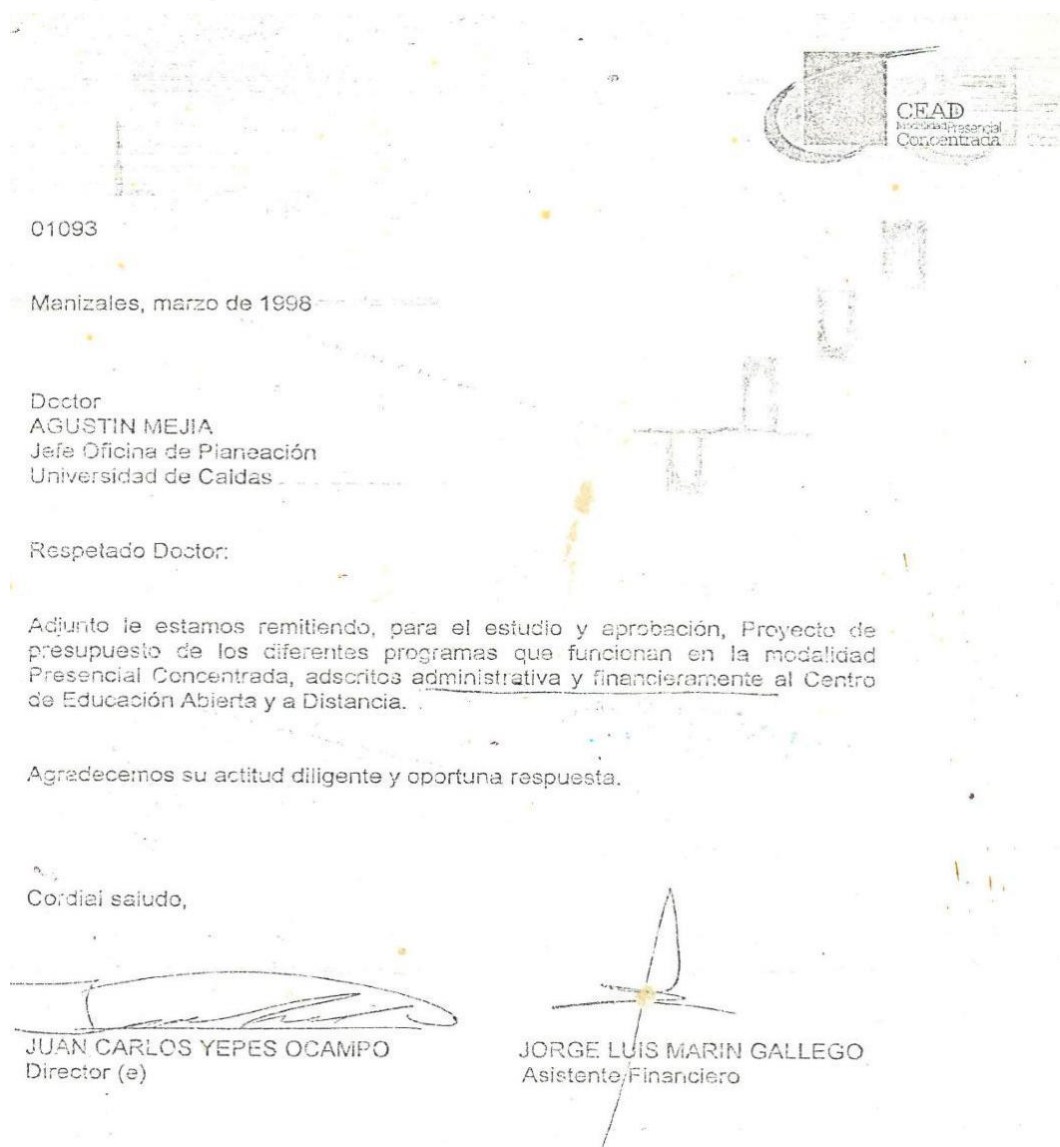 CEAD
Modalidad Presencial
Concentrada
01093
Manizales, marzo de 1998
Doctor
AGUSTIN MEJIA
Jefe Oficina de Planeación
Universidad de Caldas
Respetado Doctor:
Adjunto le estamos remitiendo, para el estudio y aprobación, Proyecto de
presupuesto de los diferentes programas que funcionan en la modalidad
Presencial Concentrada, adscritos administrativa y financieramente al Centro
de Educación Abierta y a Distancia.
Agradecemos su actitud diligente y oportuna respuesta.
Cordial saludo,
JUAN CARLOS YEPES OCAMPO
Director (e)
JORGE LUIS MARIN GALLEGO
Asistente Financiero